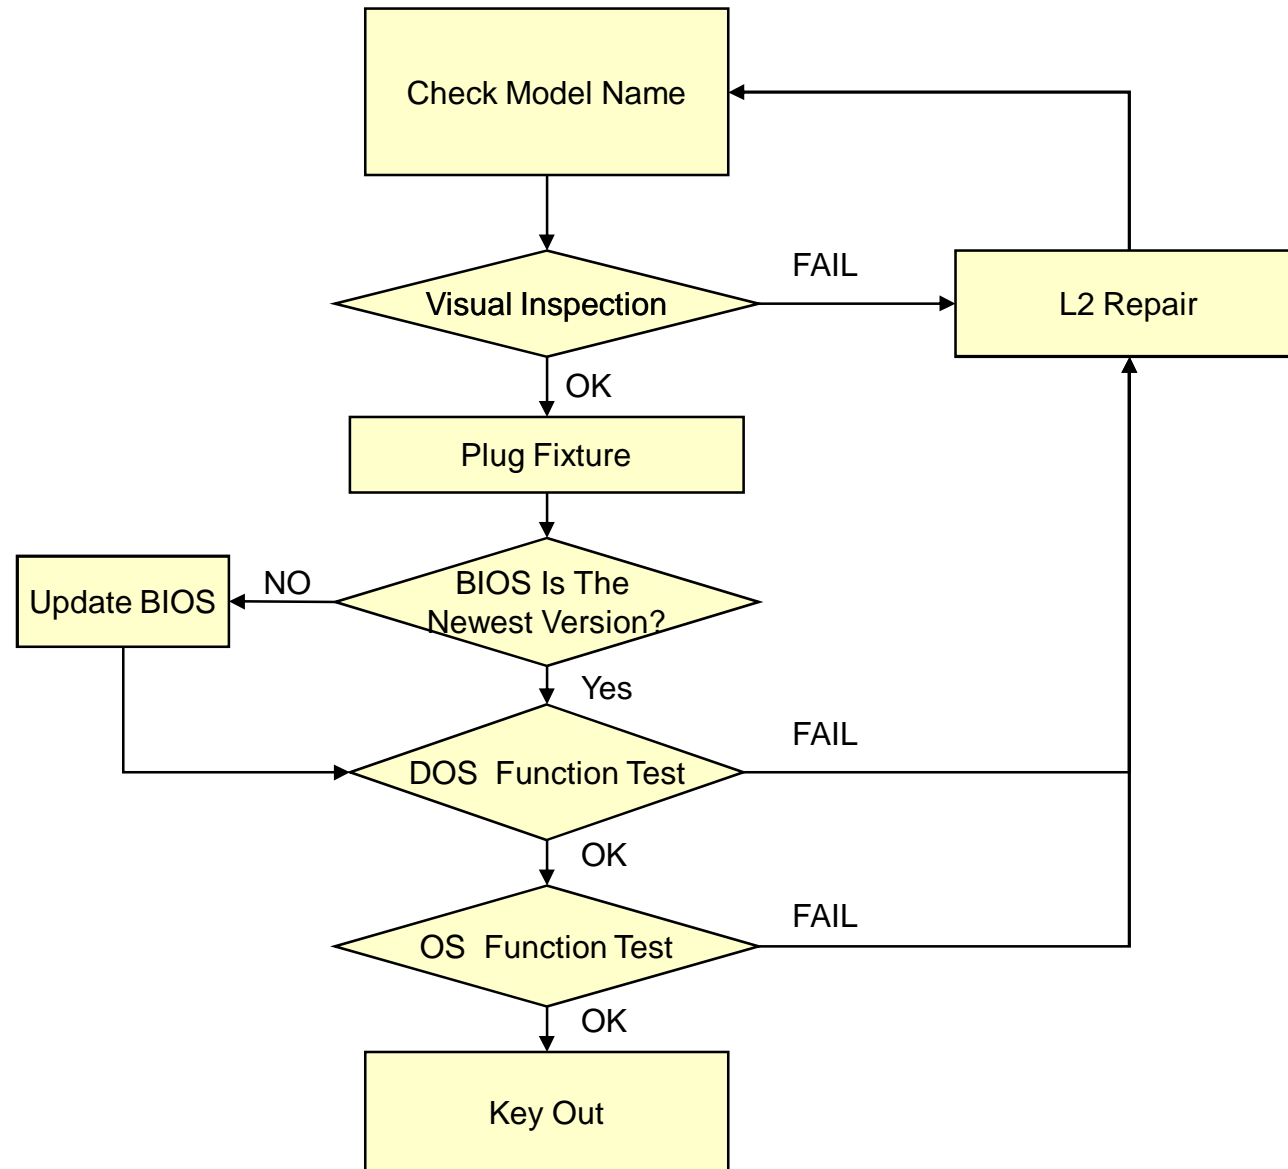 Check Model Name
Visual Inspection
FAIL
L2 Repair
OK
Plug Fixture
Update BIOS
NO
BIOS Is The
Newest Version?
Yes
DOS Function Test
FAIL
OK
OS Function Test
FAIL
OK
Key Out